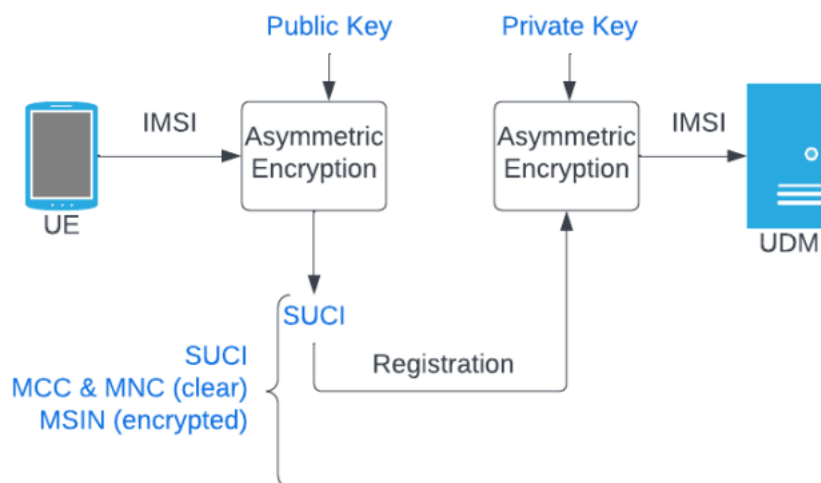 Public Key
Private Key
IMSI
Asymmetric
Encryption
Asymmetric
Encryption
IMSI
UE
UDM
SUCI
SUCI
MCC & MNC (clear)
MSIN (encrypted)
Registration